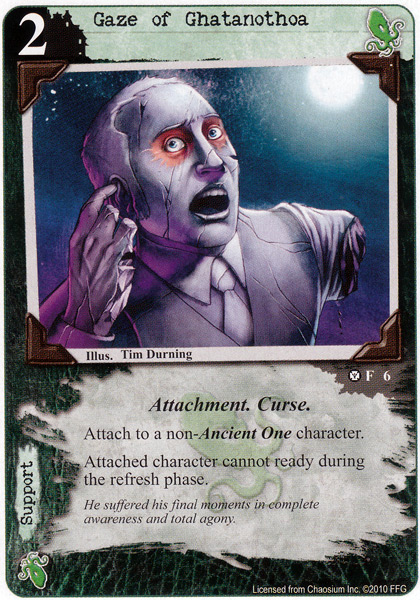 2
Gaze of Ghatanothoa
Illus. Tim Durning
F 6
Attachment. Curse.
Attach to a non-Ancient One character.
Attached character cannot ready during
the refresh phase.
He suffered his final moments in complete
awareness and total agony.
Support
Licensed from Chaosium Inc. ©2010 FFG